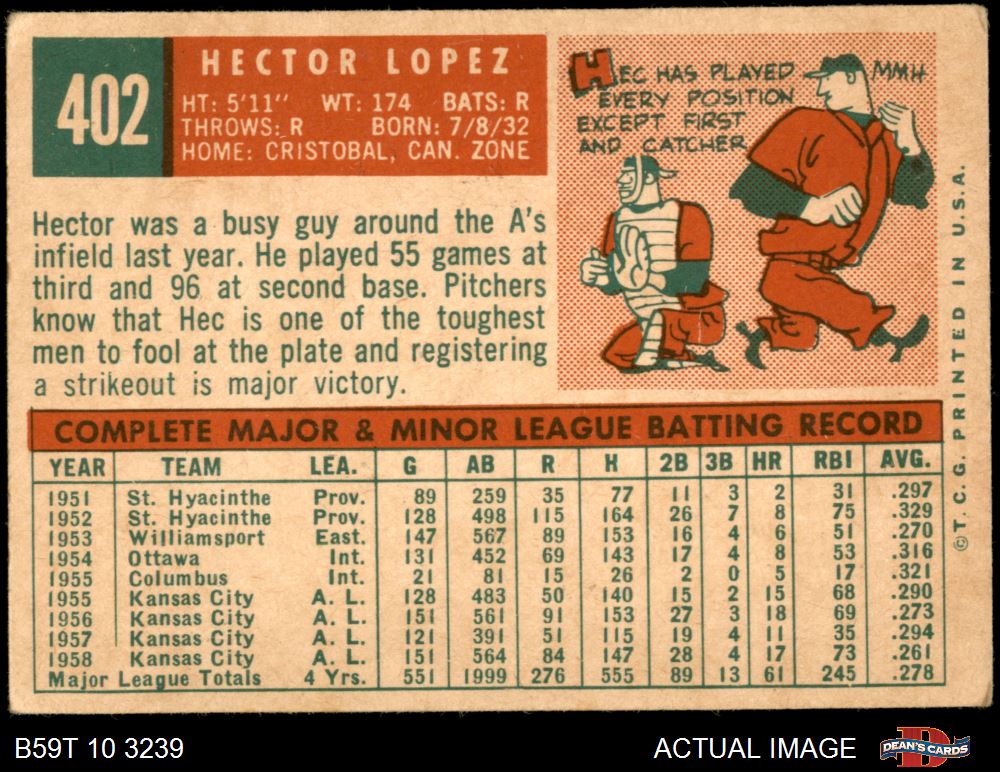 402
HECTOR LOPEZ
HT: 5'11" WT: 174 BATS: R
THROWS: R BORN: 7/8/32
HOME: CRISTOBAL, CAN. ZONE
HEC HAS PLAYED
EVERY POSITION
EXCEPT FIRST
AND CATCHER
MMH
Hector was a busy guy around the A's
infield last year. He played 55 games at
third and 96 at second base. Pitchers
know that Hec is one of the toughest
men to fool at the plate and registering
a strikeout is major victory.
COMPLETE MAJOR & MINOR LEAGUE BATTING RECORD
YEAR TEAM LEA. G AB R H 2B 3B HR RBI AVG.
1951 St. Hyacinthe Prov. 89 259 35 77 11 3 2 31 .297
1952 St. Hyacinthe Prov. 128 498 115 164 26 7 8 75 .329
1953 Williamsport East. 147 567 89 153 16 4 6 51 .270
1954 Ottawa Int. 131 452 69 143 17 4 8 53 .316
1955 Columbus Int. 21 81 15 26 2 0 5 17 .321
1955 Kansas City A. L. 128 483 50 140 15 2 15 68 .290
1956 Kansas City A. L. 151 561 91 153 27 3 18 69 .273
1957 Kansas City A. L. 121 391 51 115 19 4 11 35 .294
1958 Kansas City A. L. 151 564 84 147 28 4 17 73 .261
Major League Totals 4 Yrs. 551 1999 276 555 89 13 61 245 .278
©T. C. G. PRINTED IN U.S.A.
B59T 10 3239
ACTUAL IMAGE
D
DEAN'S CARDS